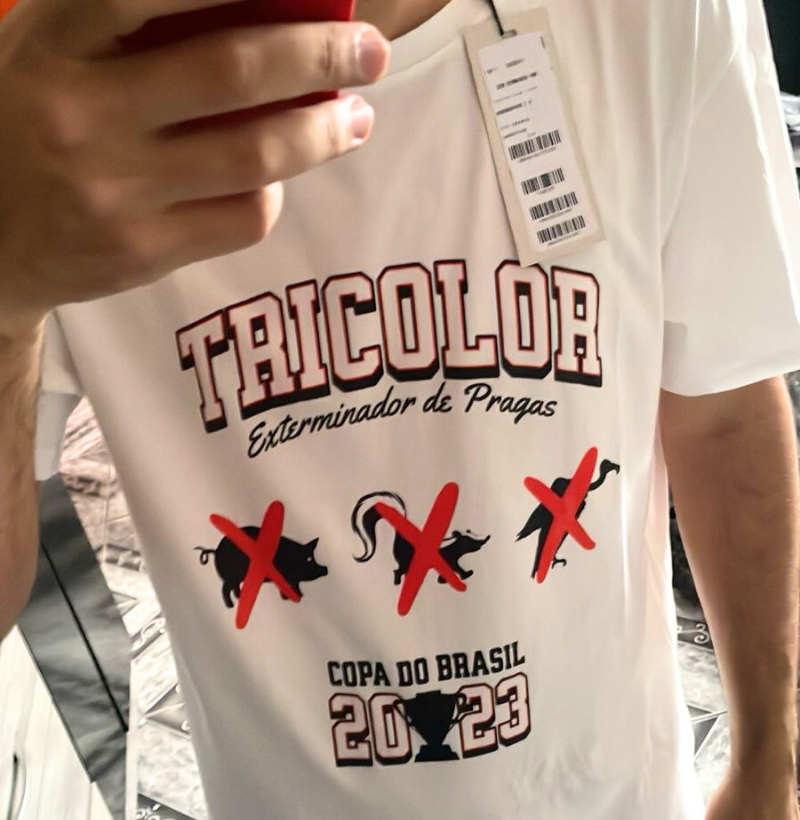 TRICOLOR
Exterminador de Pragas
COPA DO BRASIL
2023